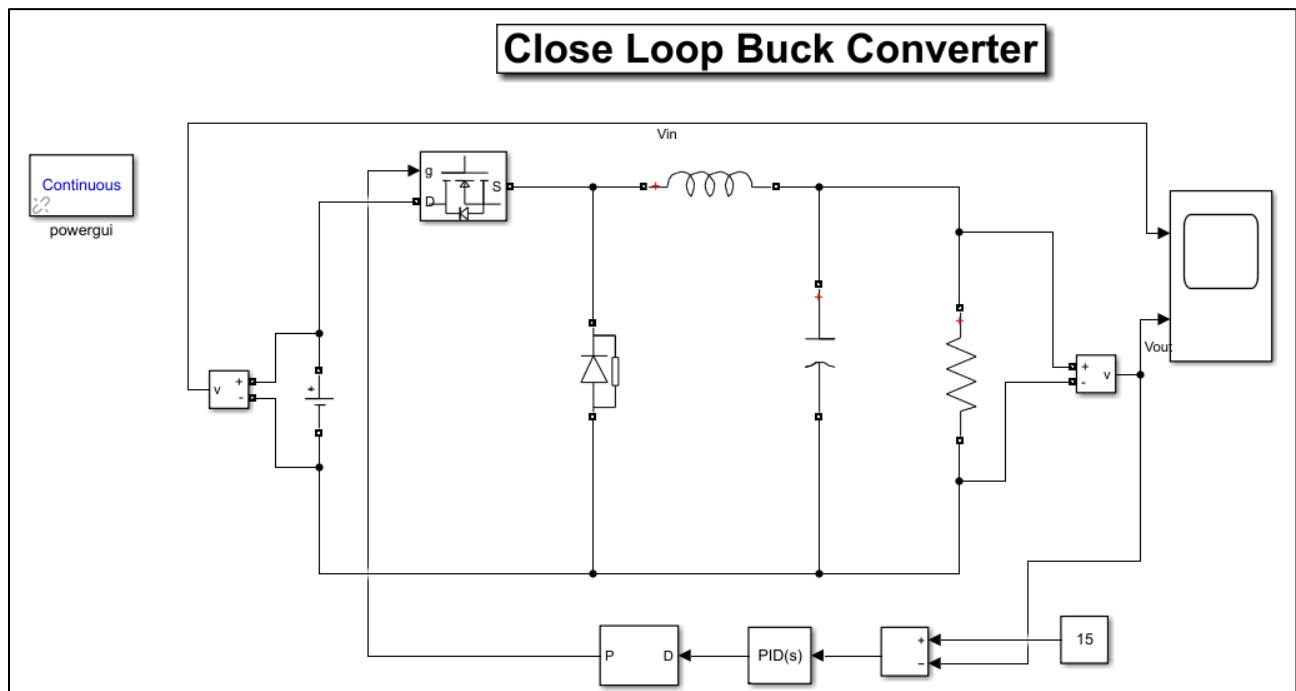 Close Loop Buck Converter
Vin
Continuous
powergui
g
D
S
v
+
-
+
+
+
+
+
-
v
Vout
P
D
PID(s)
+
−
15